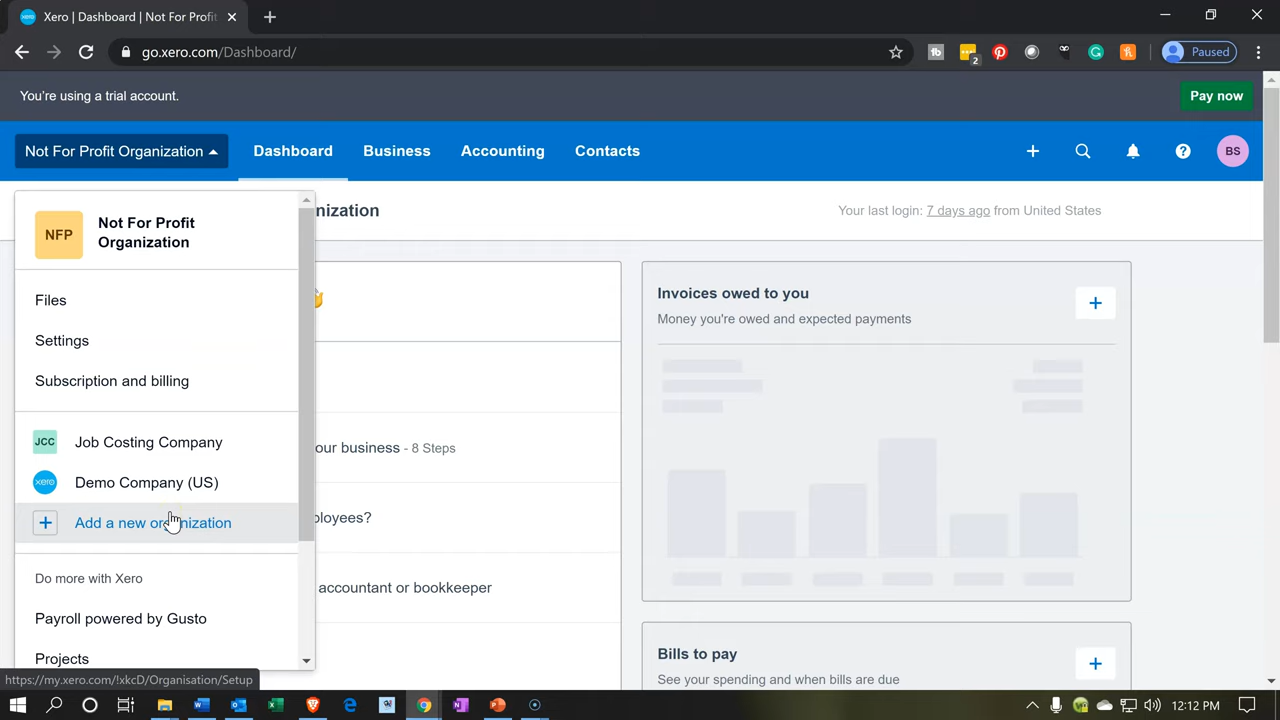 Xero | Dashboard | Not For Profit
go.xero.com/Dashboard/
2
Paused
You're using a trial account.
Pay now
Not For Profit Organization
Dashboard
Business
Accounting
Contacts
BS
nization
Your last login: 7 days ago from United States
NFP
Not For Profit
Organization
Files
Settings
Subscription and billing
JCC
Job Costing Company
xero
Demo Company (US)
Add a new organization
Do more with Xero
Payroll powered by Gusto
Projects
our business - 8 Steps
ployees?
accountant or bookkeeper
Invoices owed to you
Money you're owed and expected payments
Bills to pay
See your spending and when bills are due
https://my.xero.com/!xkcD/Organisation/Setup
12:12 PM